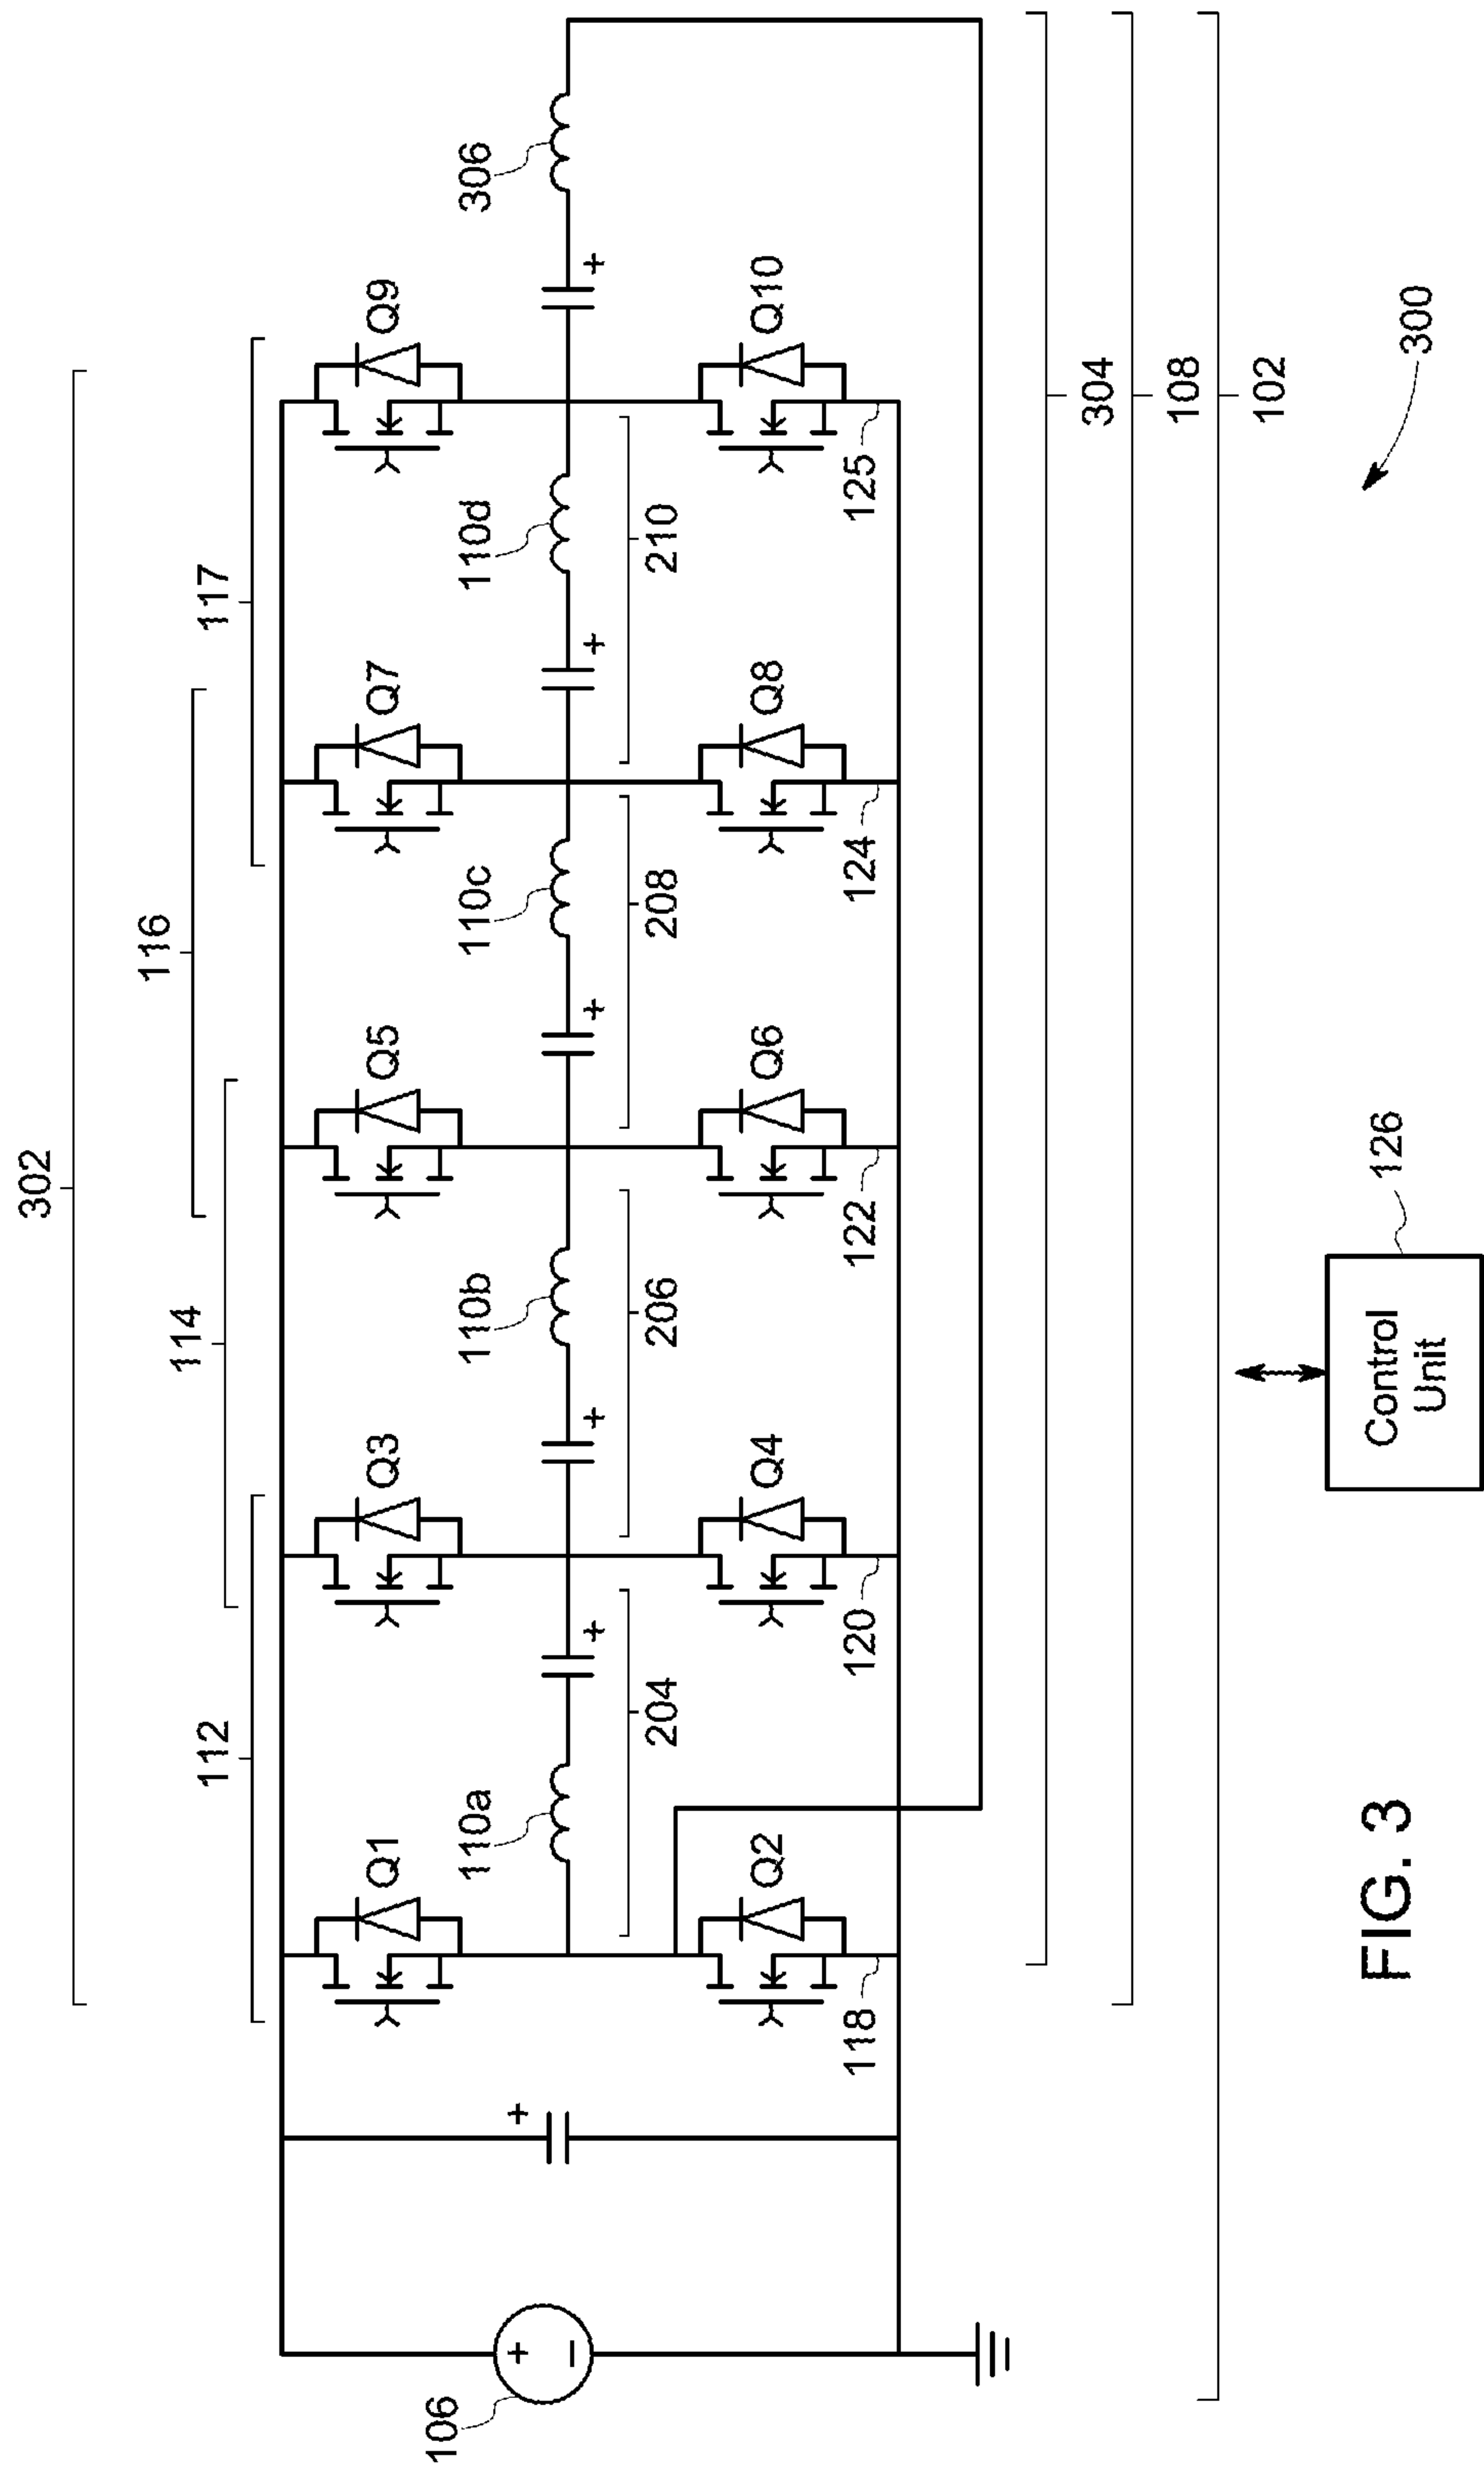 302
112
114
116
117
Q1
Q3
Q5
Q7
Q9
106
+
−
+
110a
110b
110c
110d
306
+
+
+
+
+
204
206
208
210
Q2
Q4
Q6
Q8
Q10
118
120
122
124
125
304
108
102
Control
Unit
126
300
FIG. 3